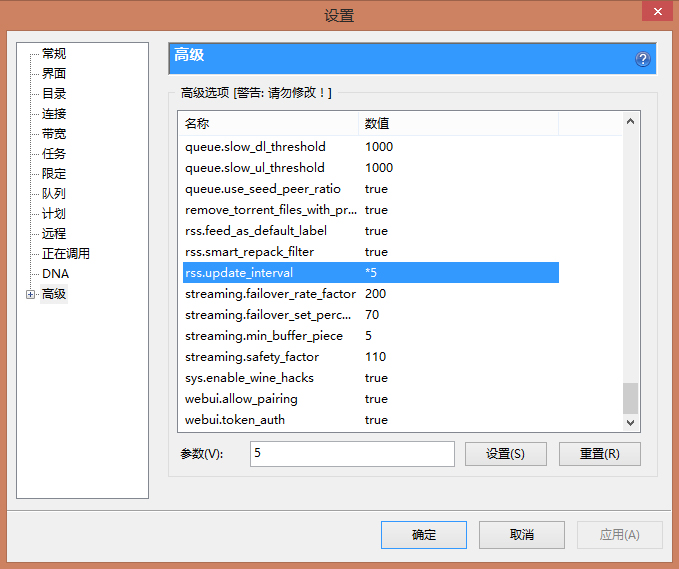 设置
常规
界面
目录
连接
带宽
任务
限定
队列
计划
远程
正在调用
DNA
高级
高级
高级选项 [警告: 请勿修改！]
名称 数值
queue.slow_dl_threshold 1000
queue.slow_ul_threshold 1000
queue.use_seed_peer_ratio true
remove_torrent_files_with_pr... true
rss.feed_as_default_label true
rss.smart_repack_filter true
rss.update_interval *5
streaming.failover_rate_factor 200
streaming.failover_set_perc... 70
streaming.min_buffer_piece 5
streaming.safety_factor 110
sys.enable_wine_hacks true
webui.allow_pairing true
webui.token_auth true
参数(V): 5 设置(S) 重置(R)
确定 取消 应用(A)